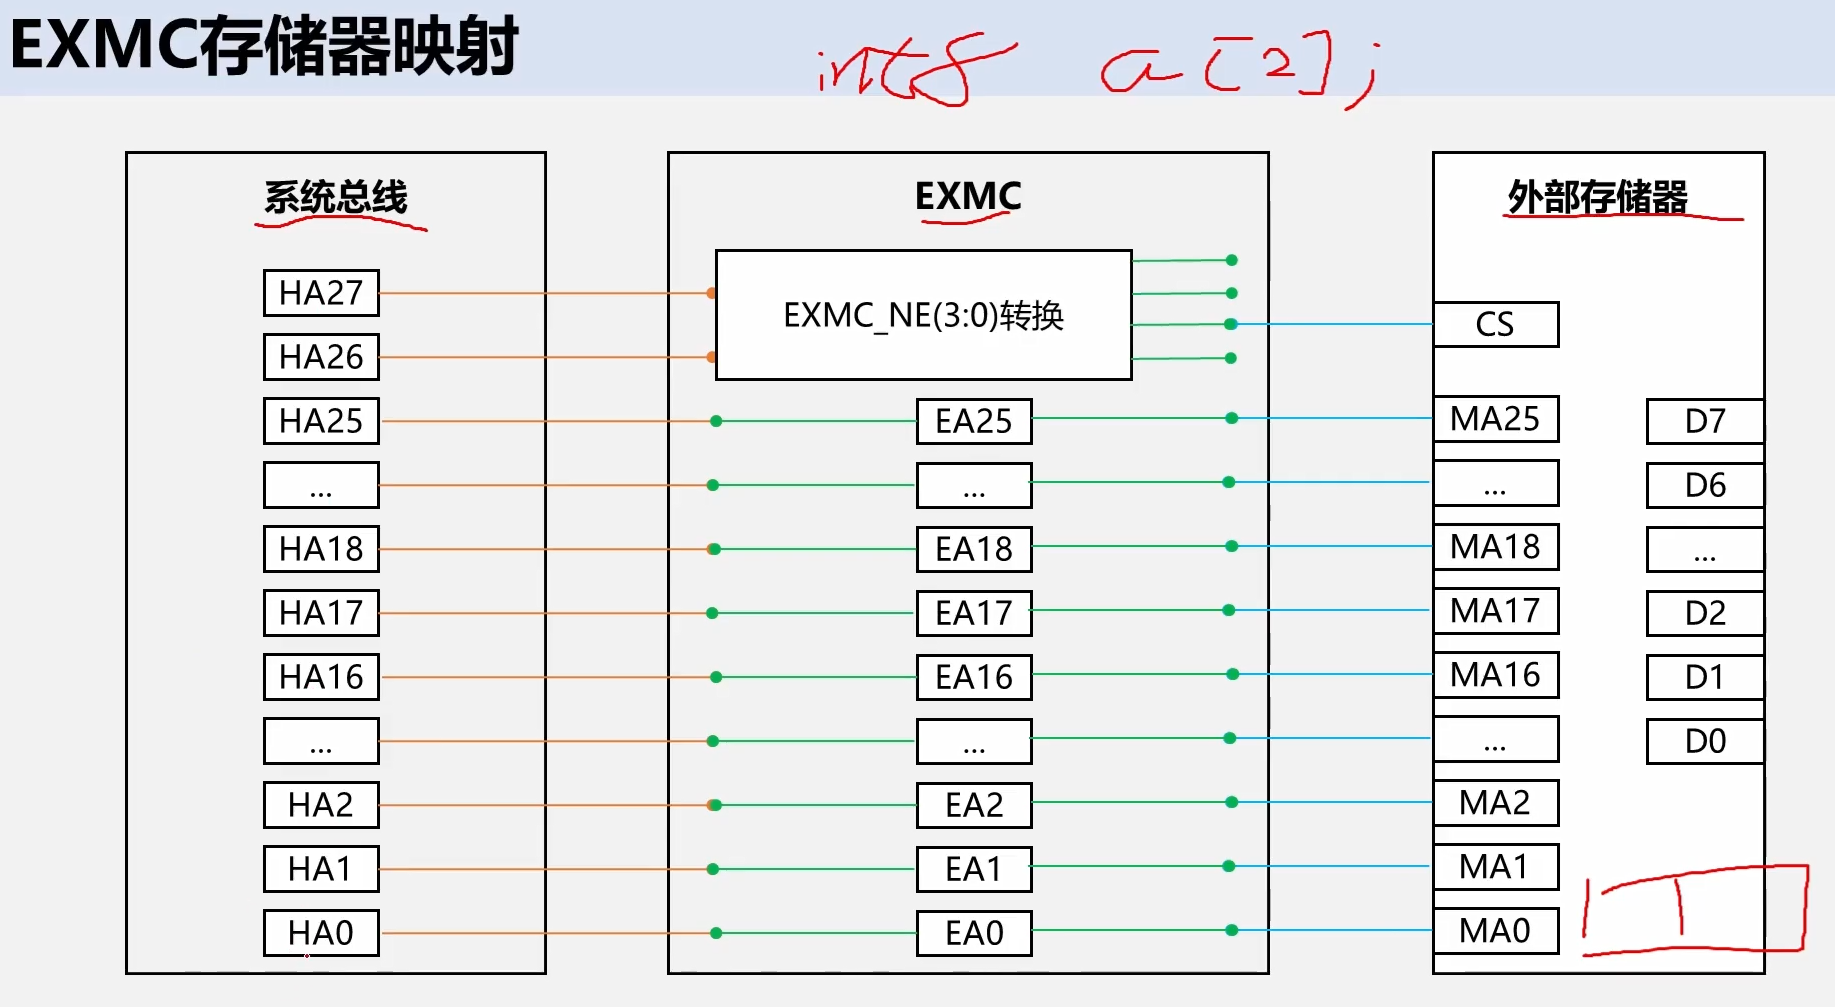 EXMC存储器映射
int8 a[2];
系统总线
HA27
HA26
HA25
...
HA18
HA17
HA16
...
HA2
HA1
HA0
EXMC
EXMC_NE(3:0)转换
EA25
...
EA18
EA17
EA16
...
EA2
EA1
EA0
外部存储器
CS
MA25
...
MA18
MA17
MA16
...
MA2
MA1
MA0
D7
D6
...
D2
D1
D0